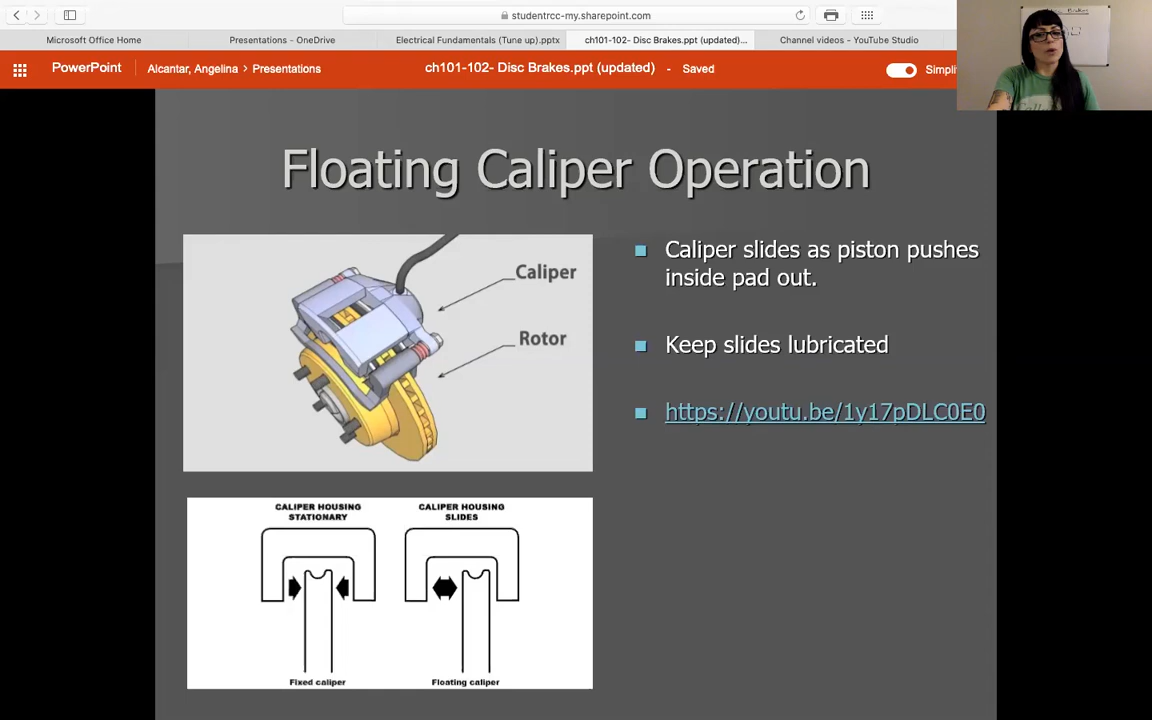 studentrcc-my.sharepoint.com
Microsoft Office Home
Presentations - OneDrive
Electrical Fundamentals (Tune up).pptx
ch101-102- Disc Brakes.ppt (updated)...
Channel videos - YouTube Studio
PowerPoint
Alcantar, Angelina > Presentations
ch101-102- Disc Brakes.ppt (updated) - Saved
Simpli
Floating Caliper Operation
Caliper
Rotor
Caliper slides as piston pushes
inside pad out.
Keep slides lubricated
https://youtu.be/1y17pDLC0E0
CALIPER HOUSING
STATIONARY
CALIPER HOUSING
SLIDES
Fixed caliper
Floating caliper